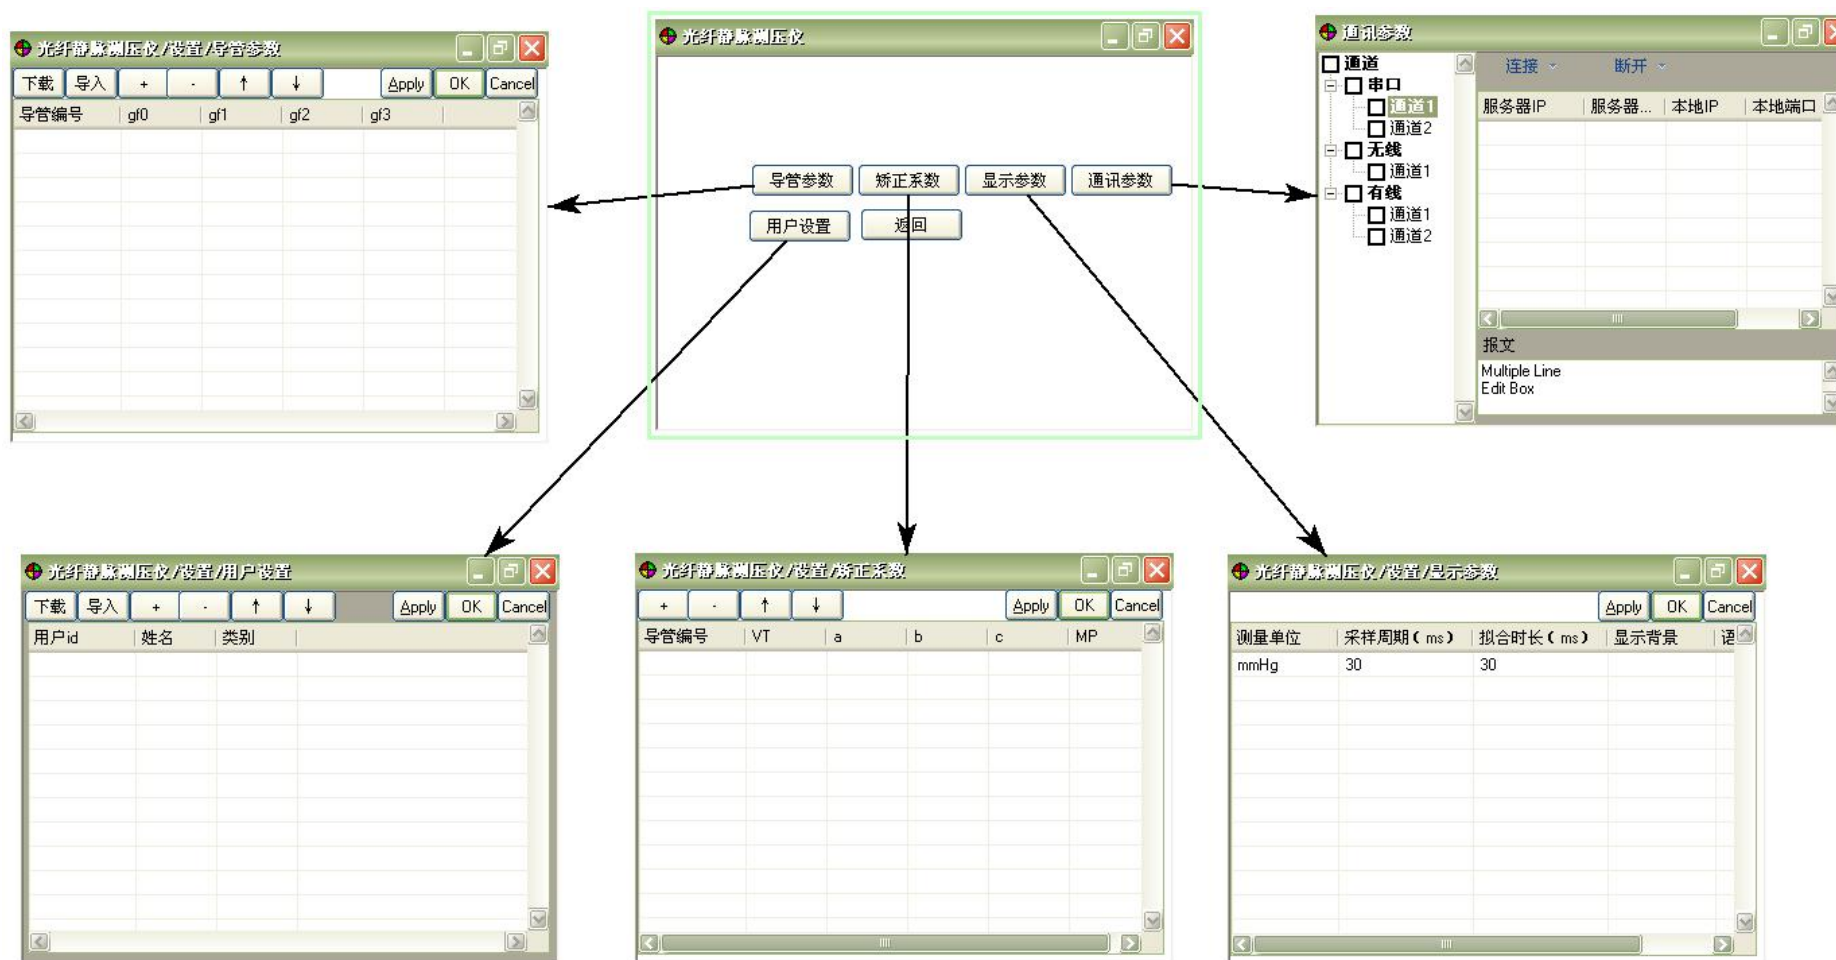 光纤静脉测压仪/设置/导管参数
下载 导入 + - ↑ ↓ Apply OK Cancel
导管编号 gf0 gf1 gf2 gf3
光纤静脉测压仪
导管参数 矫正系数 显示参数 通讯参数
用户设置 返回
通讯参数
通道
串口
通道1
通道2
无线
通道1
有线
通道1
通道2
连接 断开
服务器IP 服务器... 本地IP 本地端口
报文
Multiple Line
Edit Box
光纤静脉测压仪/设置/用户设置
下载 导入 + - ↑ ↓ Apply OK Cancel
用户id 姓名 类别
光纤静脉测压仪/设置/矫正系数
+ - ↑ ↓ Apply OK Cancel
导管编号 VT a b c MP
光纤静脉测压仪/设置/显示参数
Apply OK Cancel
测量单位 采样周期(ms) 拟合时长(ms) 显示背景 语
mmHg 30 30